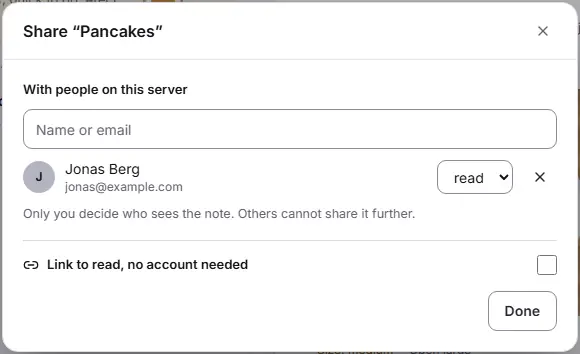 Share “Pancakes”
With people on this server
Name or email
J
Jonas Berg
jonas@example.com
read
Only you decide who sees the note. Others cannot share it further.
Link to read, no account needed
Done